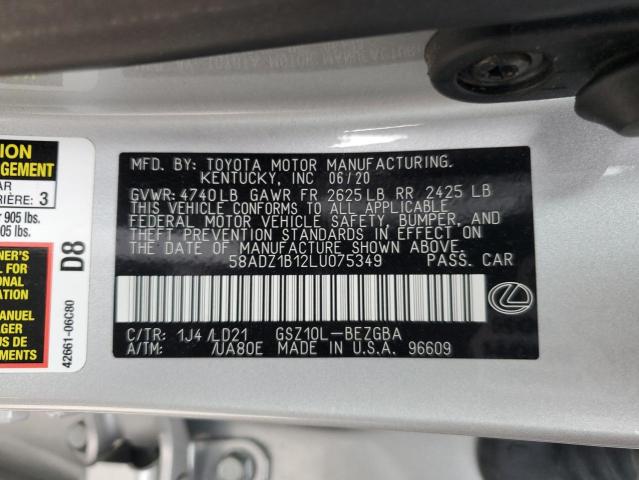 MFD. BY: TOYOTA MOTOR MANUFACTURING.
KENTUCKY, INC 06/20
GVWR: 4740LB GAWR FR 2625LB RR 2425 LB
THIS VEHICLE CONFORMS TO ALL APPLICABLE
FEDERAL MOTOR VEHICLE SAFETY, BUMPER, AND
THEFT PREVENTION STANDARDS IN EFFECT ON
THE DATE OF MANUFACTURE SHOWN ABOVE.
58ADZ1B12LU075349 PASS. CAR
C/TR: 1J4 /LD21 GSZ10L-BEZGBA
A/TM: /UA80E MADE IN U.S.A. 96609
3
905 lbs.
D8
42661-06C80